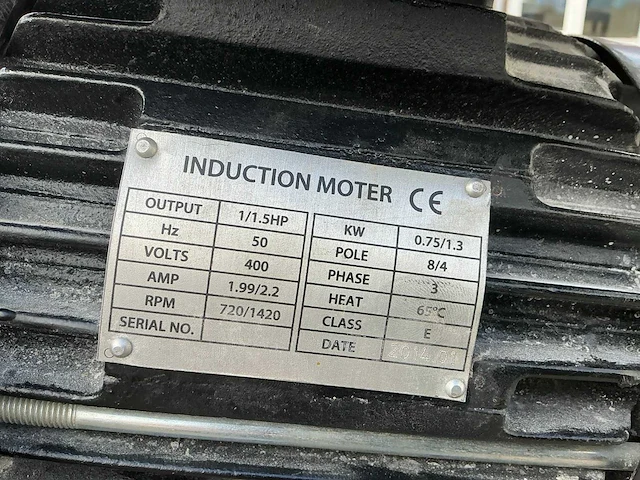 INDUCTION MOTER CE
OUTPUT 1/1.5HP
Hz 50
VOLTS 400
AMP 1.99/2.2
RPM 720/1420
SERIAL NO.
KW 0.75/1.3
POLE 8/4
PHASE 3
HEAT 65°C
CLASS E
DATE